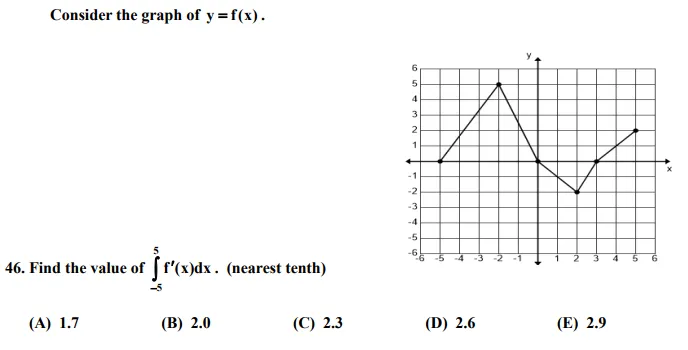 Consider the graph of y = f(x).
y
6
5
4
3
2
1
-1
-2
-3
-4
-5
-6
-6 -5 -4 -3 -2 -1 1 2 3 4 5 6
x
46. Find the value of ∫_{-5}^{5} f′(x)dx. (nearest tenth)
(A) 1.7 (B) 2.0 (C) 2.3 (D) 2.6 (E) 2.9